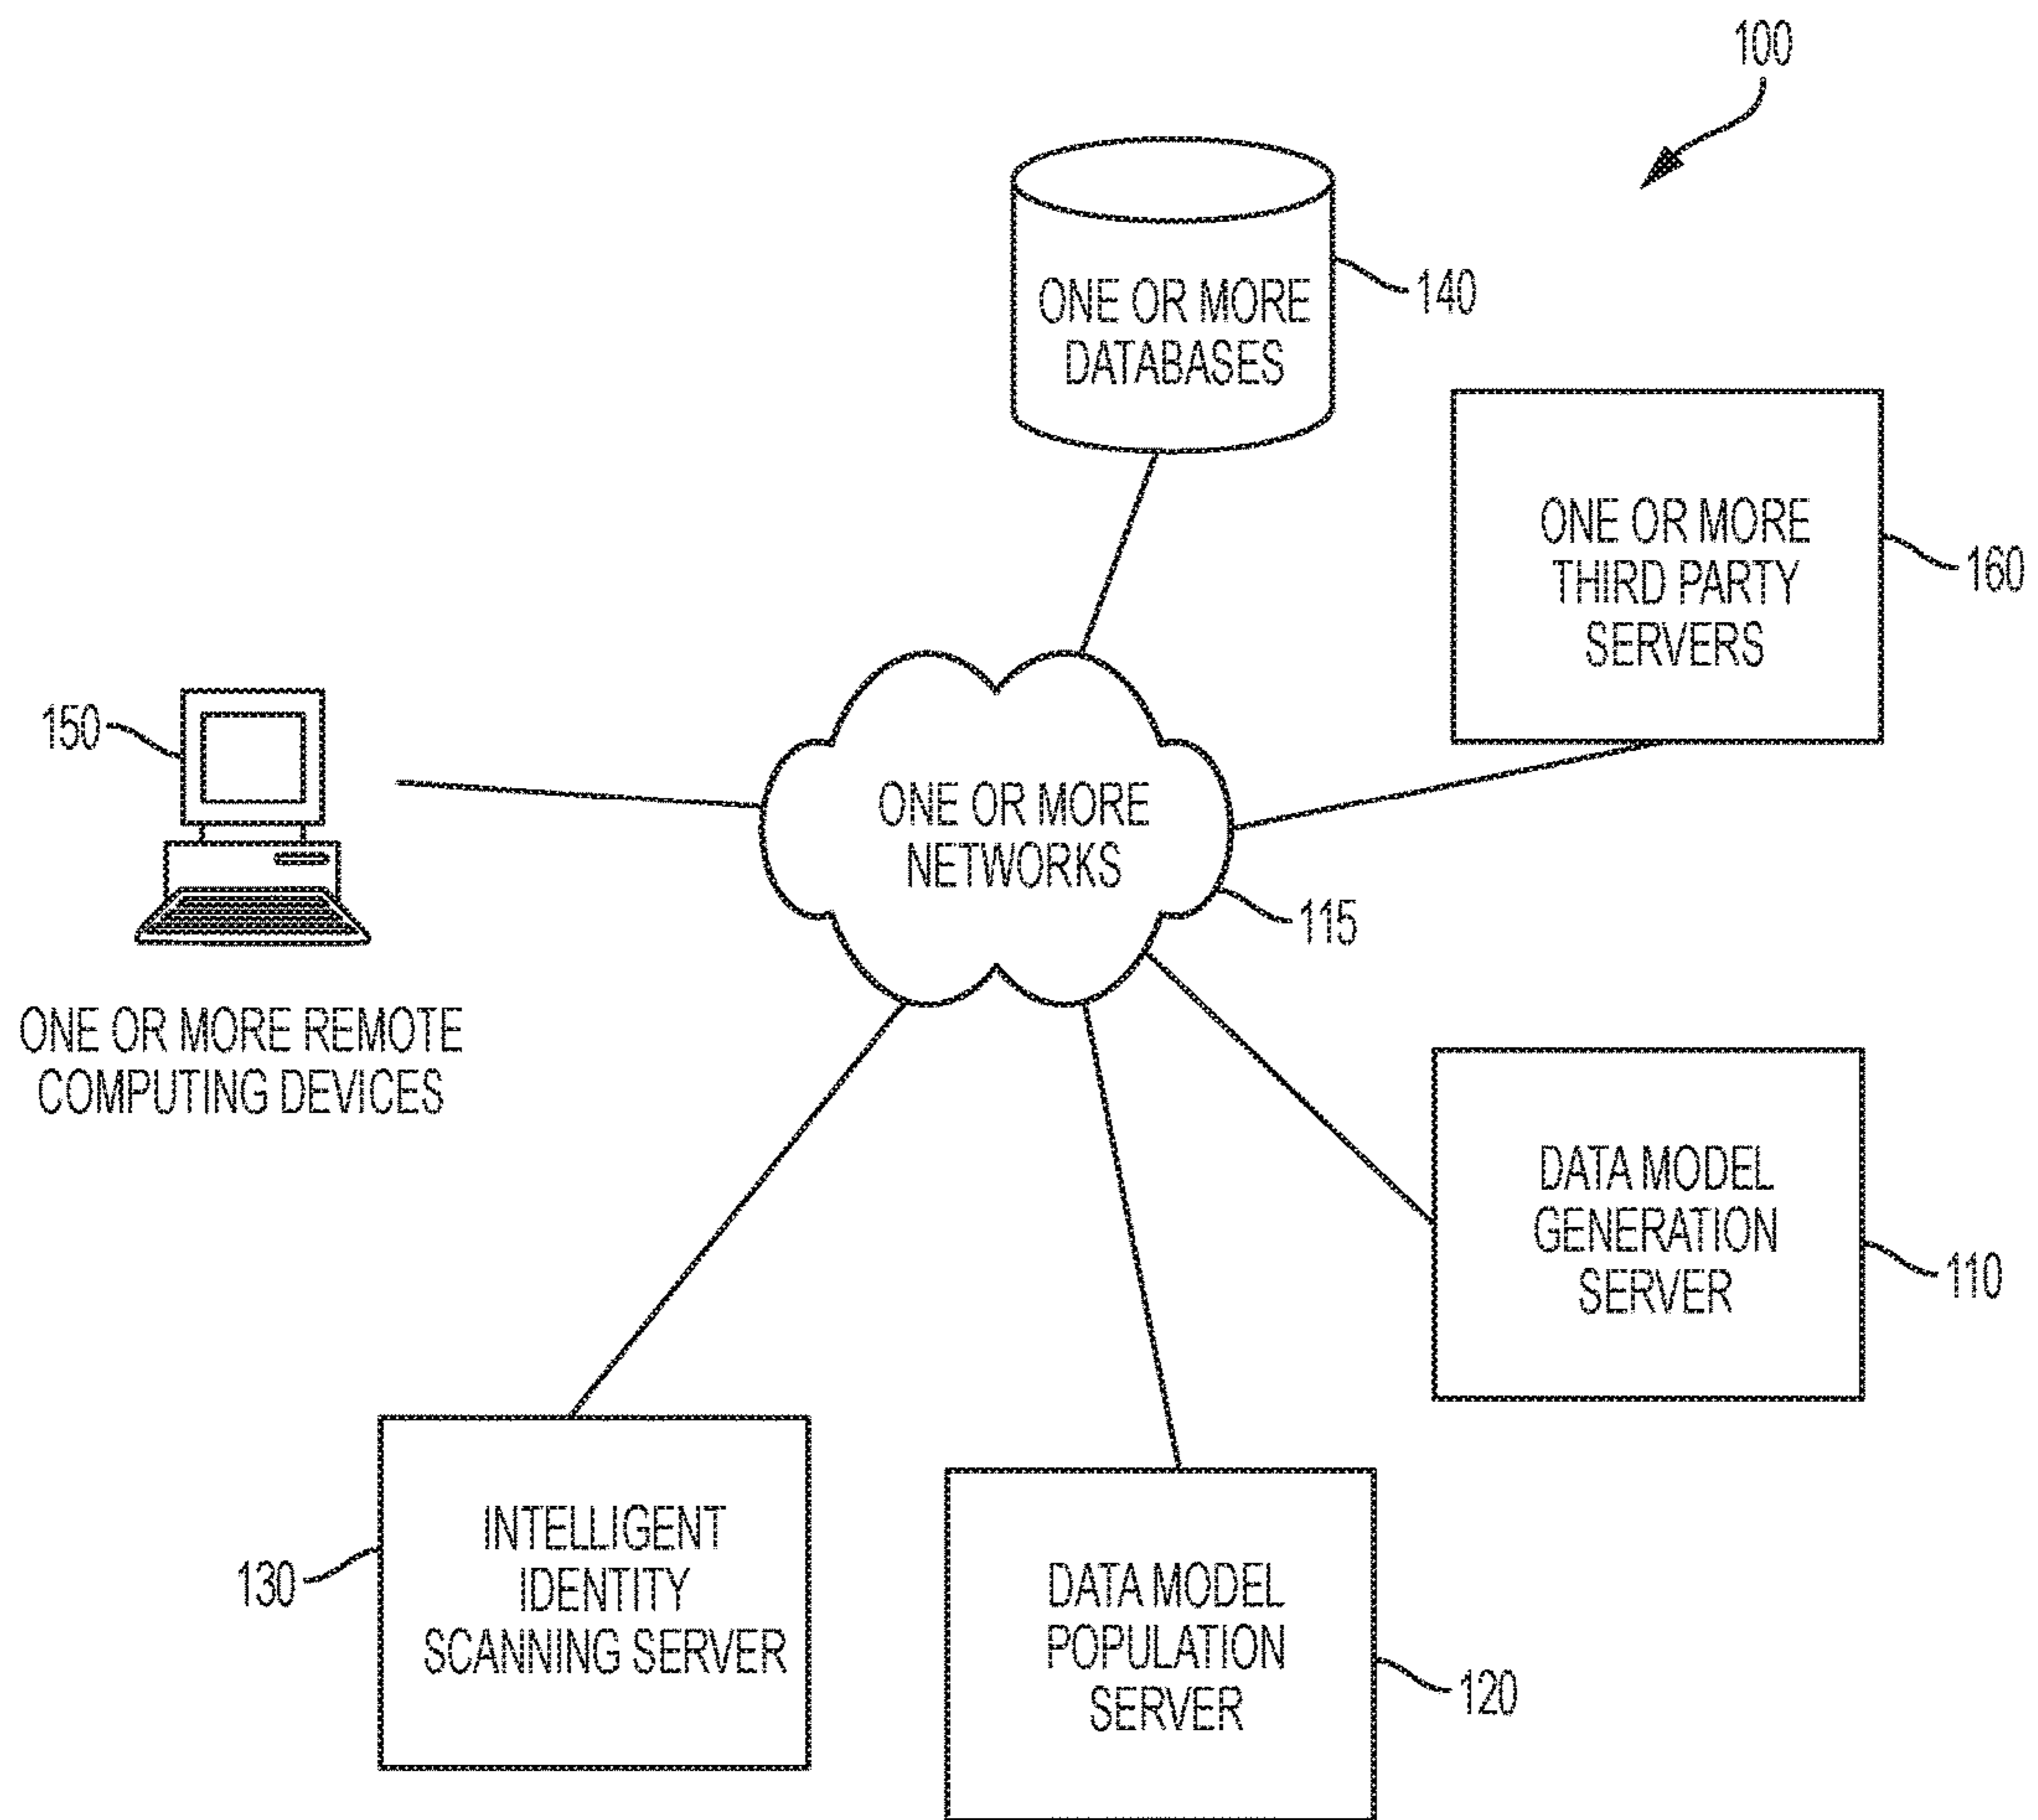 100
ONE OR MORE
DATABASES
140
ONE OR MORE
THIRD PARTY
SERVERS
160
150
ONE OR MORE
NETWORKS
115
ONE OR MORE REMOTE
COMPUTING DEVICES
DATA MODEL
GENERATION
SERVER
110
INTELLIGENT
IDENTITY
SCANNING SERVER
130
DATA MODEL
POPULATION
SERVER
120